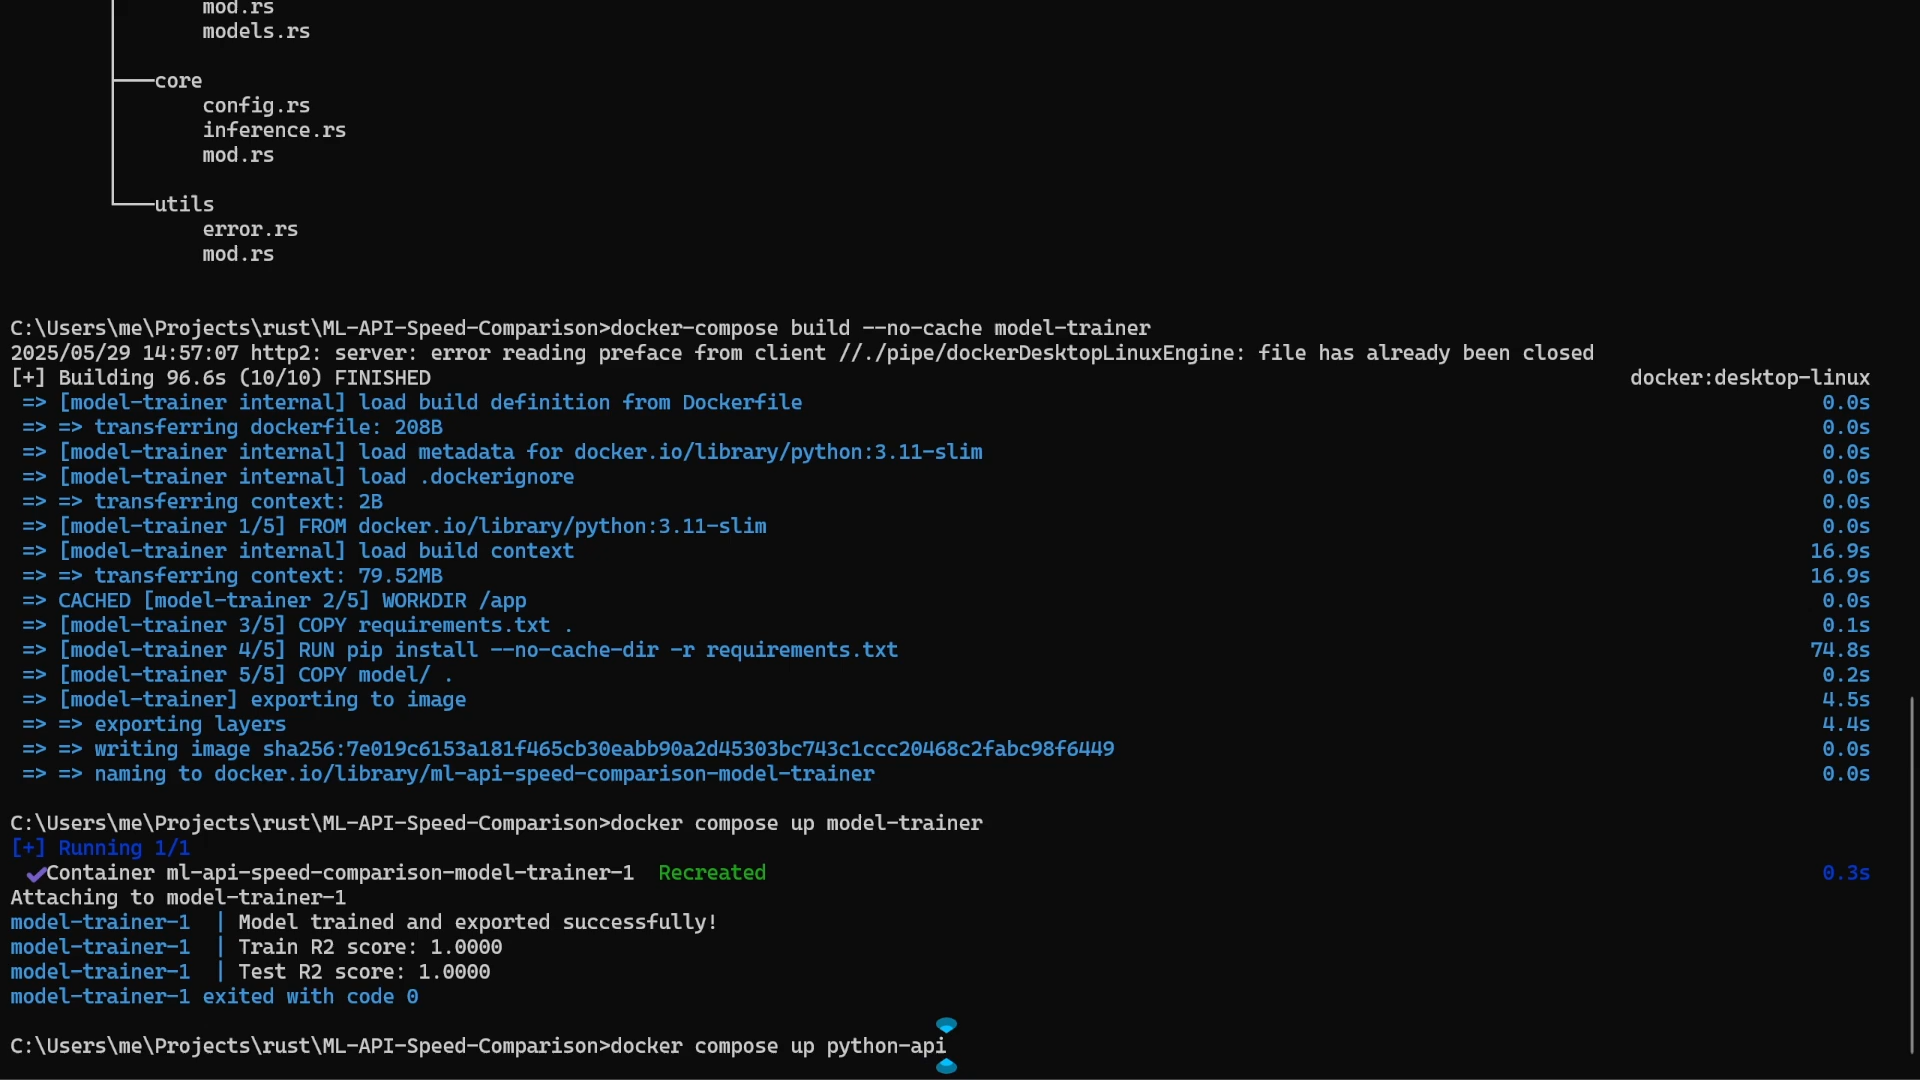 mod.rs
models.rs
core
config.rs
inference.rs
mod.rs
utils
error.rs
mod.rs
C:\Users\me\Projects\rust\ML-API-Speed-Comparison>docker-compose build --no-cache model-trainer
2025/05/29 14:57:07 http2: server: error reading preface from client //./pipe/dockerDesktopLinuxEngine: file has already been closed
[+] Building 96.6s (10/10) FINISHED docker:desktop-linux
=> [model-trainer internal] load build definition from Dockerfile 0.0s
=> => transferring dockerfile: 208B 0.0s
=> [model-trainer internal] load metadata for docker.io/library/python:3.11-slim 0.0s
=> [model-trainer internal] load .dockerignore 0.0s
=> => transferring context: 2B 0.0s
=> [model-trainer 1/5] FROM docker.io/library/python:3.11-slim 0.0s
=> [model-trainer internal] load build context 16.9s
=> => transferring context: 79.52MB 16.9s
=> CACHED [model-trainer 2/5] WORKDIR /app 0.0s
=> [model-trainer 3/5] COPY requirements.txt . 0.1s
=> [model-trainer 4/5] RUN pip install --no-cache-dir -r requirements.txt 74.8s
=> [model-trainer 5/5] COPY model/ . 0.2s
=> [model-trainer] exporting to image 4.5s
=> => exporting layers 4.4s
=> => writing image sha256:7e019c6153a181f465cb30eabb90a2d45303bc743c1ccc20468c2fabc98f6449 0.0s
=> => naming to docker.io/library/ml-api-speed-comparison-model-trainer 0.0s
C:\Users\me\Projects\rust\ML-API-Speed-Comparison>docker compose up model-trainer
[+] Running 1/1
Container ml-api-speed-comparison-model-trainer-1 Recreated 0.3s
Attaching to model-trainer-1
model-trainer-1 | Model trained and exported successfully!
model-trainer-1 | Train R2 score: 1.0000
model-trainer-1 | Test R2 score: 1.0000
model-trainer-1 exited with code 0
C:\Users\me\Projects\rust\ML-API-Speed-Comparison>docker compose up python-api